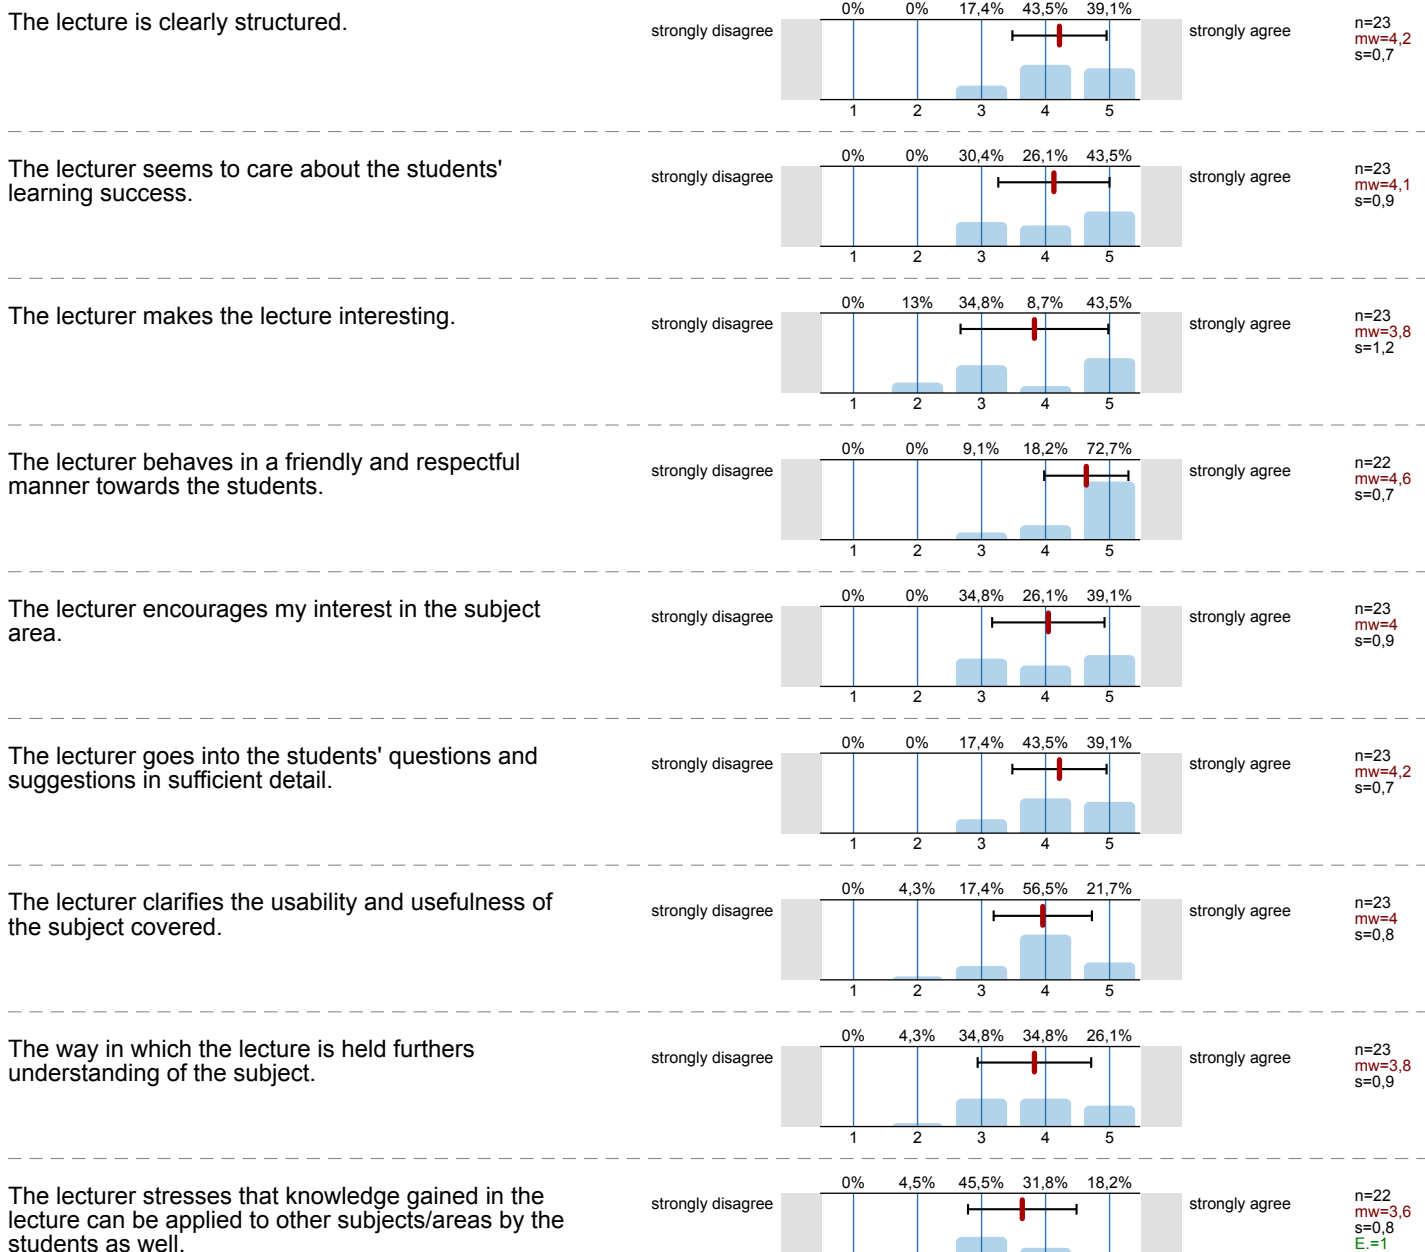 The lecture is clearly structured.
strongly disagree
0% 0% 17,4% 43,5% 39,1%
1 2 3 4 5
strongly agree
n=23
mw=4,2
s=0,7
The lecturer seems to care about the students'
learning success.
strongly disagree
0% 0% 30,4% 26,1% 43,5%
1 2 3 4 5
strongly agree
n=23
mw=4,1
s=0,9
The lecturer makes the lecture interesting.
strongly disagree
0% 13% 34,8% 8,7% 43,5%
1 2 3 4 5
strongly agree
n=23
mw=3,8
s=1,2
The lecturer behaves in a friendly and respectful
manner towards the students.
strongly disagree
0% 0% 9,1% 18,2% 72,7%
1 2 3 4 5
strongly agree
n=22
mw=4,6
s=0,7
The lecturer encourages my interest in the subject
area.
strongly disagree
0% 0% 34,8% 26,1% 39,1%
1 2 3 4 5
strongly agree
n=23
mw=4
s=0,9
The lecturer goes into the students' questions and
suggestions in sufficient detail.
strongly disagree
0% 0% 17,4% 43,5% 39,1%
1 2 3 4 5
strongly agree
n=23
mw=4,2
s=0,7
The lecturer clarifies the usability and usefulness of
the subject covered.
strongly disagree
0% 4,3% 17,4% 56,5% 21,7%
1 2 3 4 5
strongly agree
n=23
mw=4
s=0,8
The way in which the lecture is held furthers
understanding of the subject.
strongly disagree
0% 4,3% 34,8% 34,8% 26,1%
1 2 3 4 5
strongly agree
n=23
mw=3,8
s=0,9
The lecturer stresses that knowledge gained in the
lecture can be applied to other subjects/areas by the
students as well.
strongly disagree
0% 4,5% 45,5% 31,8% 18,2%
strongly agree
n=22
mw=3,6
s=0,8
E.=1